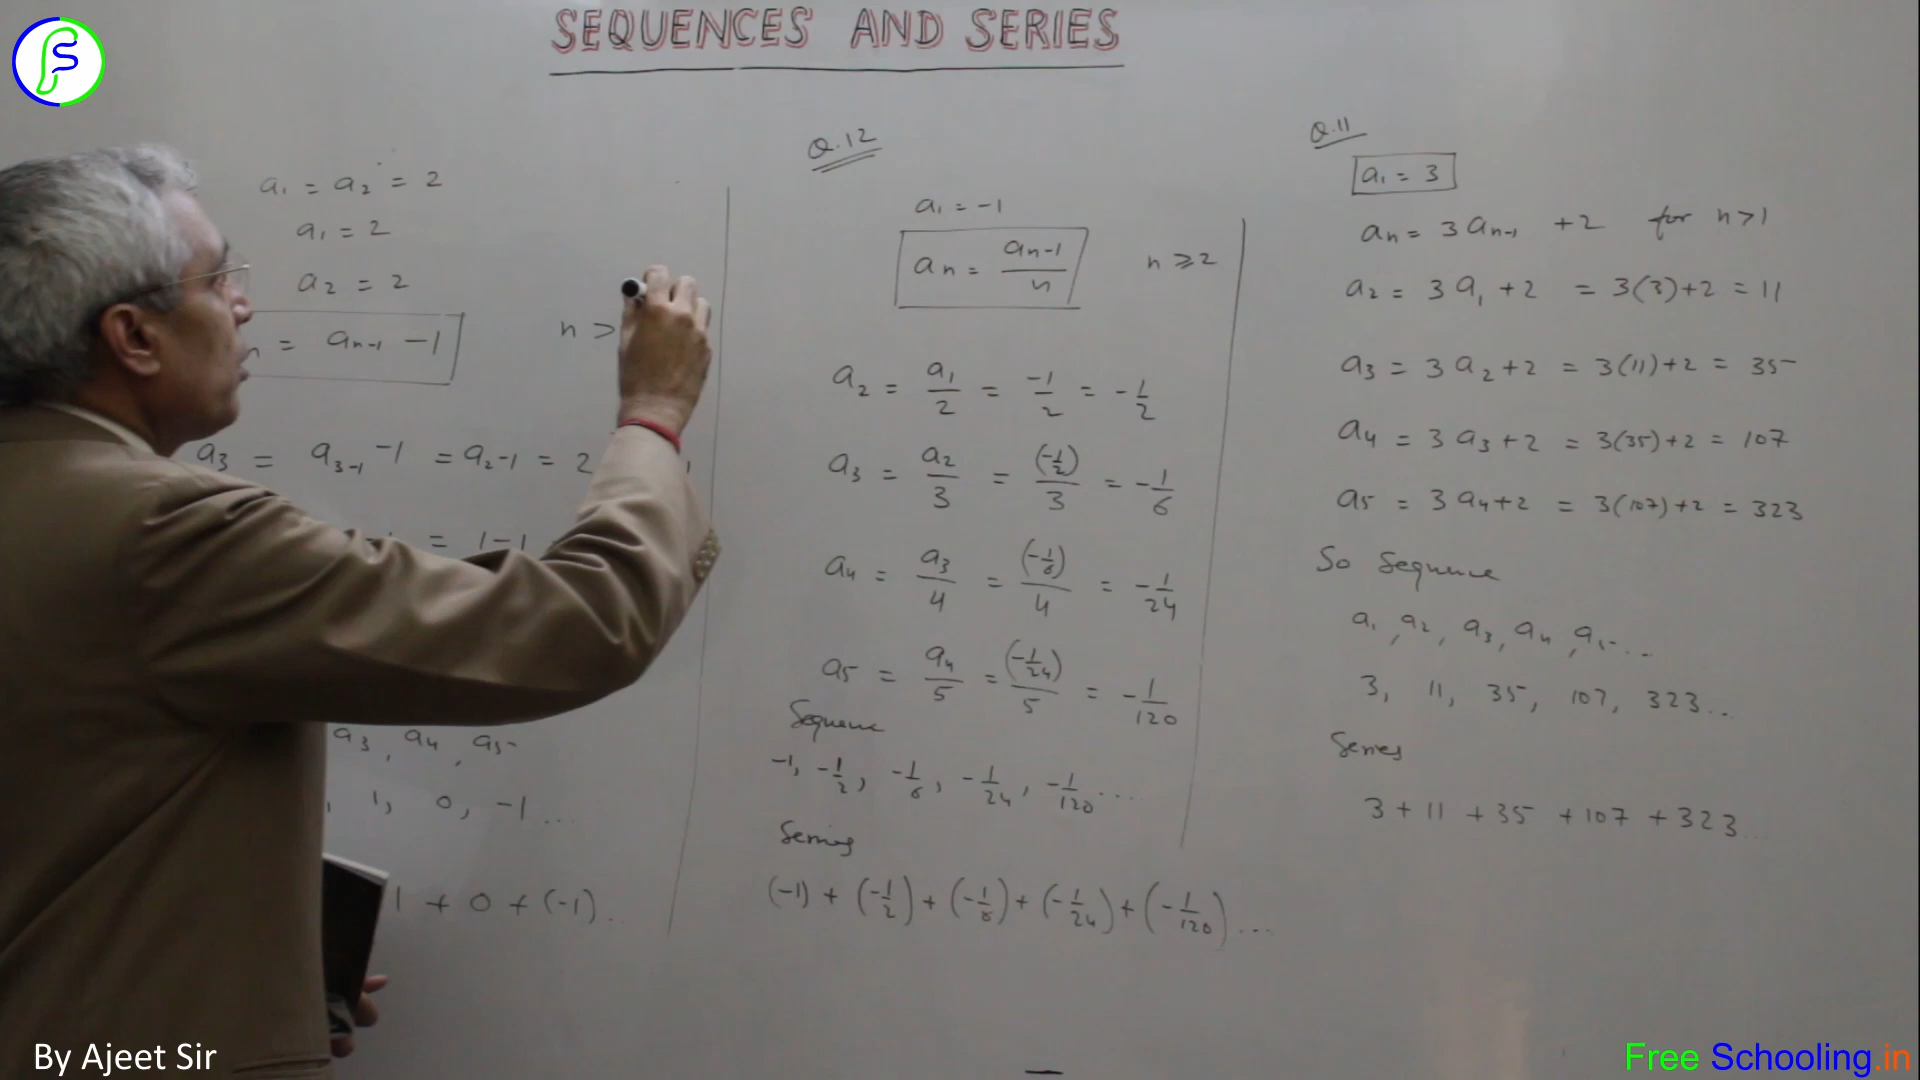 SEQUENCES AND SERIES
a₁ = a₂ = 2
a₁ = 2
a₂ = 2
n = aₙ₋₁ - 1
n >
a₃ = a₃₋₁ - 1 = a₂ - 1 = 2
= 1 - 1
a₃, a₄, a₅
, 1, 0, -1 ...
1 + 0 + (-1) ..
Q.12
a₁ = -1
aₙ = aₙ₋₁/n n ≥ 2
a₂ = a₁/2 = -1/2 = -1/2
a₃ = a₂/3 = (-1/2)/3 = -1/6
a₄ = a₃/4 = (-1/6)/4 = -1/24
a₅ = a₄/5 = (-1/24)/5 = -1/120
Sequence
-1, -1/2, -1/6, -1/24, -1/120 ...
Series
(-1) + (-1/2) + (-1/6) + (-1/24) + (-1/120) ...
Q.11
a₁ = 3
aₙ = 3aₙ₋₁ + 2 for n > 1
a₂ = 3a₁ + 2 = 3(3) + 2 = 11
a₃ = 3a₂ + 2 = 3(11) + 2 = 35
a₄ = 3a₃ + 2 = 3(35) + 2 = 107
a₅ = 3a₄ + 2 = 3(107) + 2 = 323
So Sequence
a₁, a₂, a₃, a₄, a₅ ...
3, 11, 35, 107, 323 ..
Series
3 + 11 + 35 + 107 + 323 ..
By Ajeet Sir
Free Schooling.in